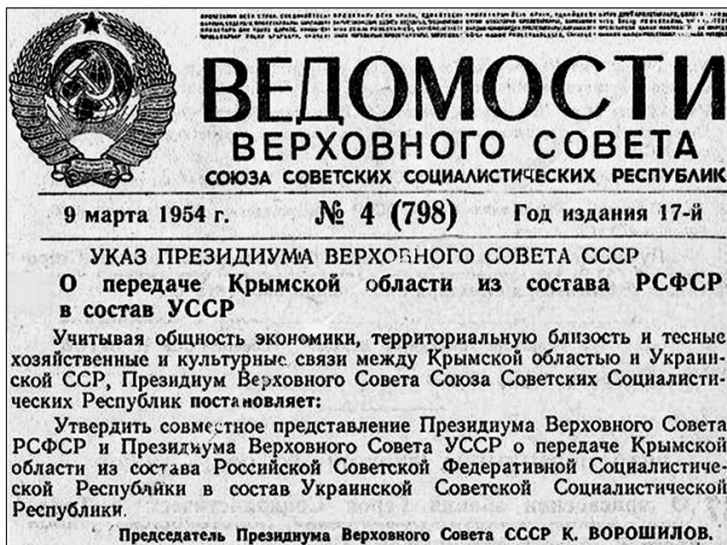 ВЕДОМОСТИ
ВЕРХОВНОГО СОВЕТА
СОЮЗА СОВЕТСКИХ СОЦИАЛИСТИЧЕСКИХ РЕСПУБЛИК
9 марта 1954 г. № 4 (798) Год издания 17-й
УКАЗ ПРЕЗИДИУМА ВЕРХОВНОГО СОВЕТА СССР
О передаче Крымской области из состава РСФСР
в состав УССР
Учитывая общность экономики, территориальную близость и тесные
хозяйственные и культурные связи между Крымской областью и Украин-
ской ССР, Президиум Верховного Совета Союза Советских Социалисти-
ческих Республик постановляет:
Утвердить совместное представление Президиума Верховного Совета
РСФСР и Президиума Верховного Совета УССР о передаче Крымской
области из состава Российской Советской Федеративной Социалистиче-
ской Республики в состав Украинской Советской Социалистической
Республики.
Председатель Президиума Верховного Совета СССР К. ВОРОШИЛОВ.